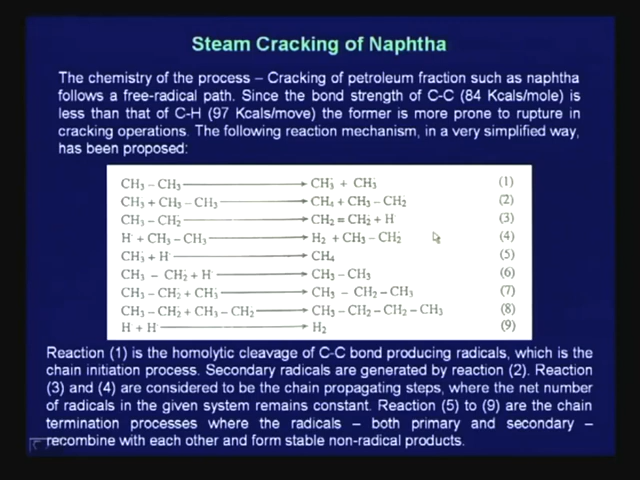 Steam Cracking of Naphtha
The chemistry of the process – Cracking of petroleum fraction such as naphtha
follows a free-radical path. Since the bond strength of C-C (84 Kcals/mole) is
less than that of C-H (97 Kcals/move) the former is more prone to rupture in
cracking operations. The following reaction mechanism, in a very simplified way,
has been proposed:
CH₃ – CH₃ ⟶ CH₃˙ + CH₃˙ (1)
CH₃ + CH₃ – CH₃ ⟶ CH₄ + CH₃ – CH₂ (2)
CH₃ – CH₂˙ ⟶ CH₂ = CH₂ + H˙ (3)
H˙ + CH₃ – CH₃ ⟶ H₂ + CH₃ – CH₂˙ (4)
CH₃˙ + H˙ ⟶ CH₄ (5)
CH₃ – CH₂˙ + H˙ ⟶ CH₃ – CH₃ (6)
CH₃ – CH₂˙ + CH₃˙ ⟶ CH₃ – CH₂ – CH₃ (7)
CH₃ – CH₂˙ + CH₃ – CH₂ ⟶ CH₃ – CH₂ – CH₂ – CH₃ (8)
H˙ + H˙ ⟶ H₂ (9)
Reaction (1) is the homolytic cleavage of C-C bond producing radicals, which is the
chain initiation process. Secondary radicals are generated by reaction (2). Reaction
(3) and (4) are considered to be the chain propagating steps, where the net number
of radicals in the given system remains constant. Reaction (5) to (9) are the chain
termination processes where the radicals – both primary and secondary –
recombine with each other and form stable non-radical products.